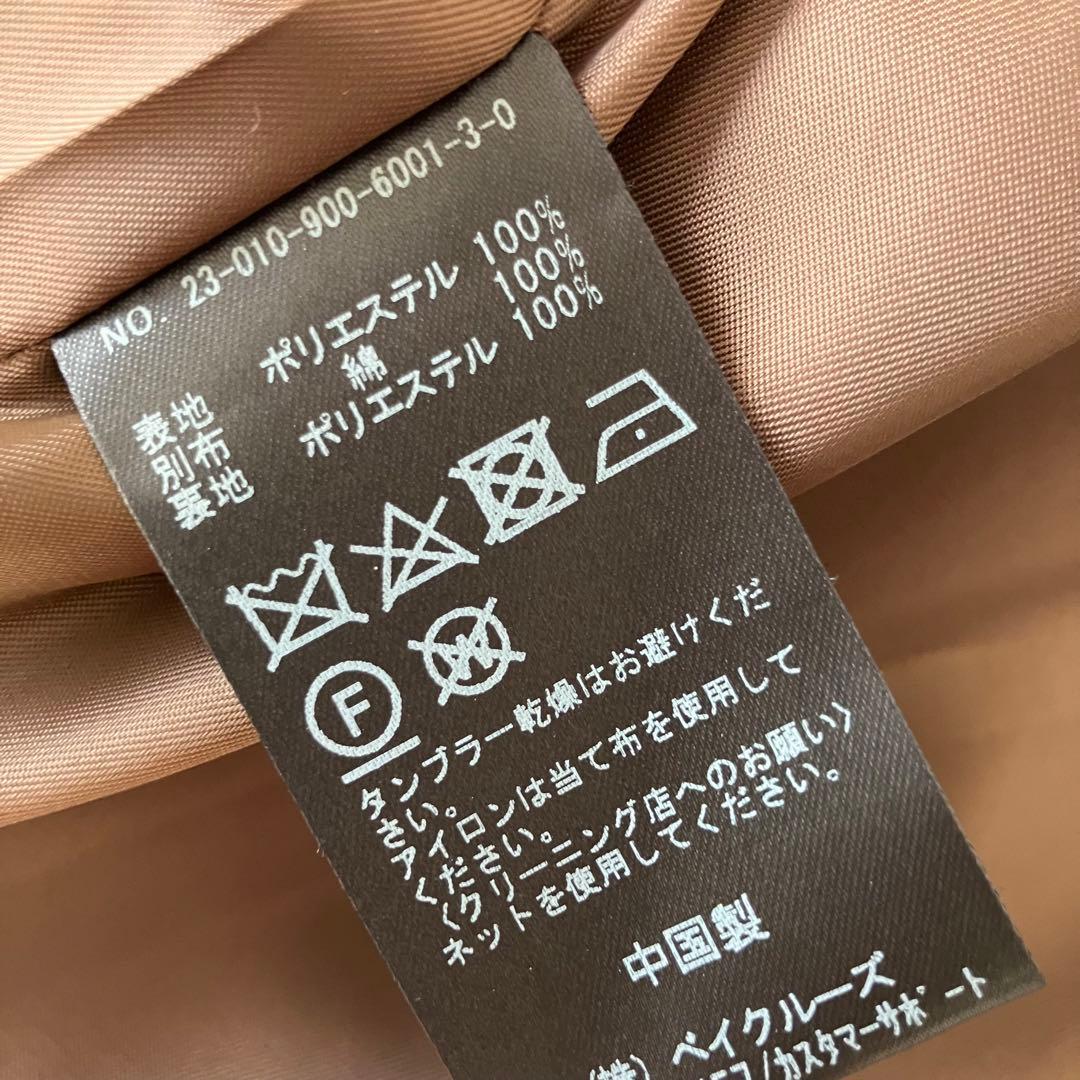 NO. 23-010-900-6001-3-0
表地 ポリエステル 100%
別布 綿 100%
裏地 ポリエステル 100%
F
W
タンブラー乾燥はお避けくだ
さい。
アイロンは当て布を使用して
ください。
〈クリーニング店へのお願い〉
ネットを使用してください。
中国製
(株) ベイクルーズ
/カスタマーサポート